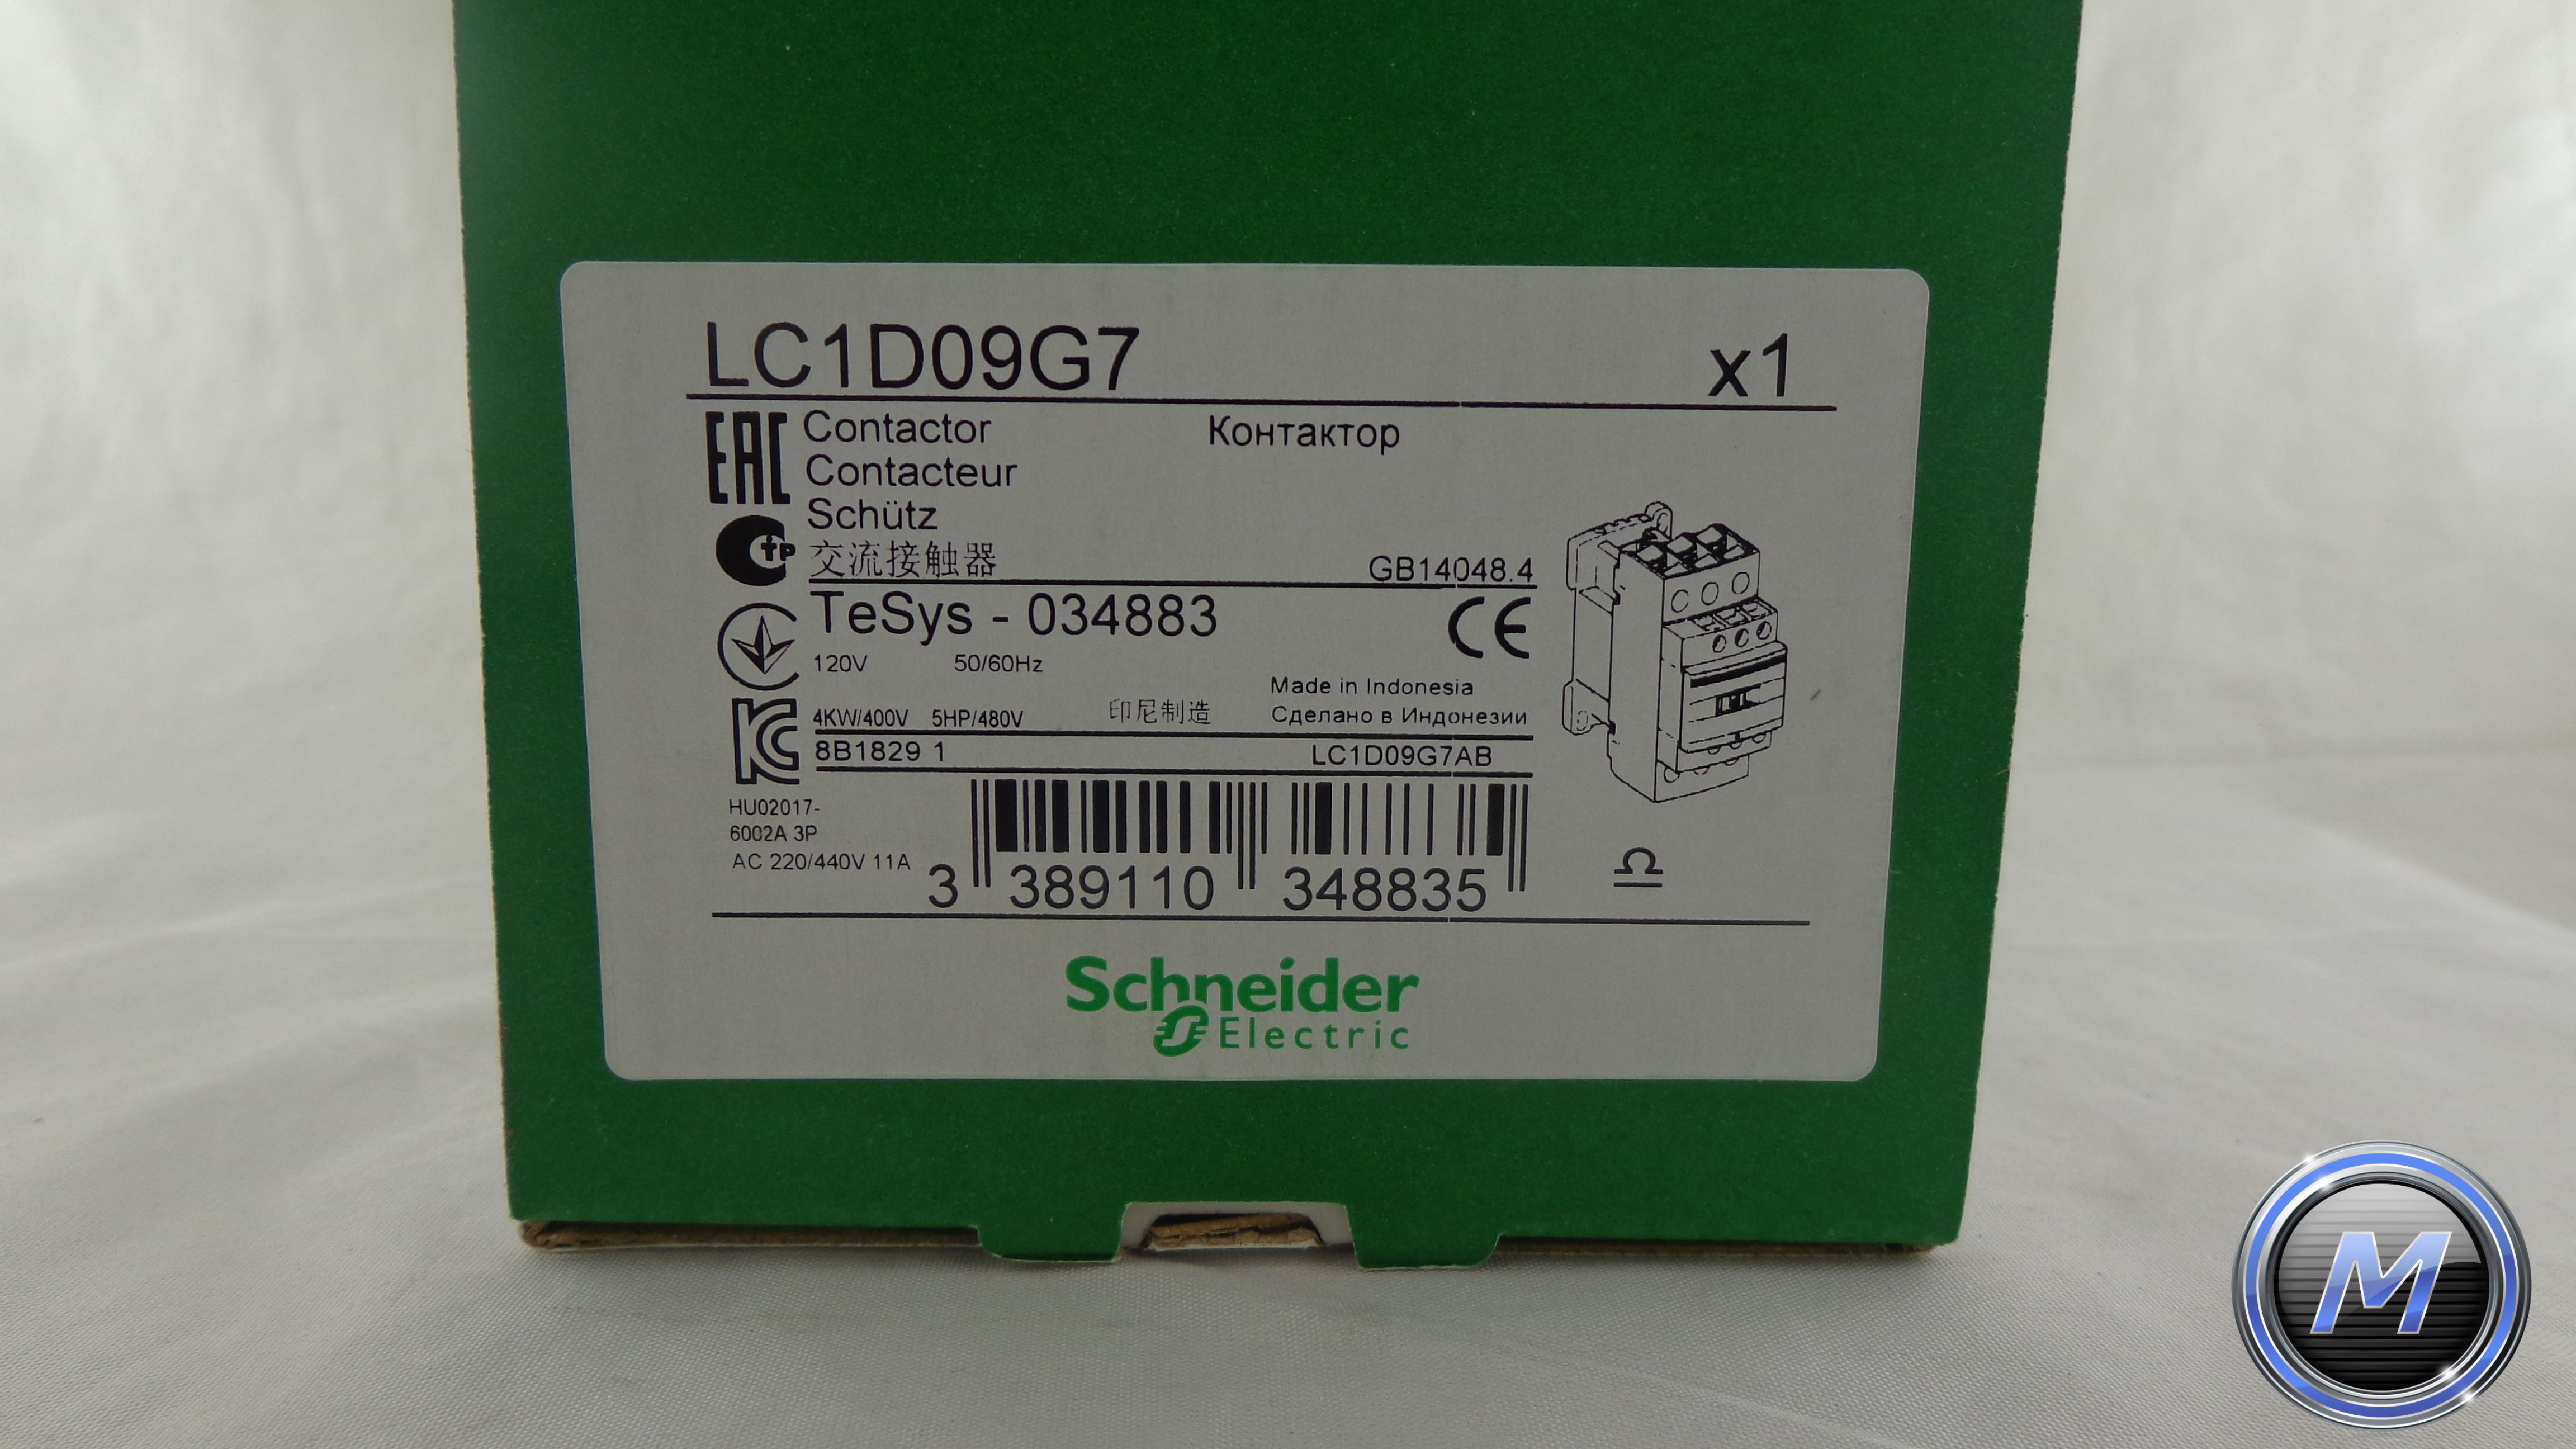 LC1D09G7 x1
EAC
Contactor Контактор
Contacteur
Schütz
交流接触器 GB14048.4
TeSys - 034883 CE
120V 50/60Hz
Made in Indonesia
4KW/400V 5HP/480V 印尼制造 Сделано в Индонезии
8B1829 1 LC1D09G7AB
HU02017-
6002A 3P
AC 220/440V 11A
3 389110 348835
Schneider
Electric
M